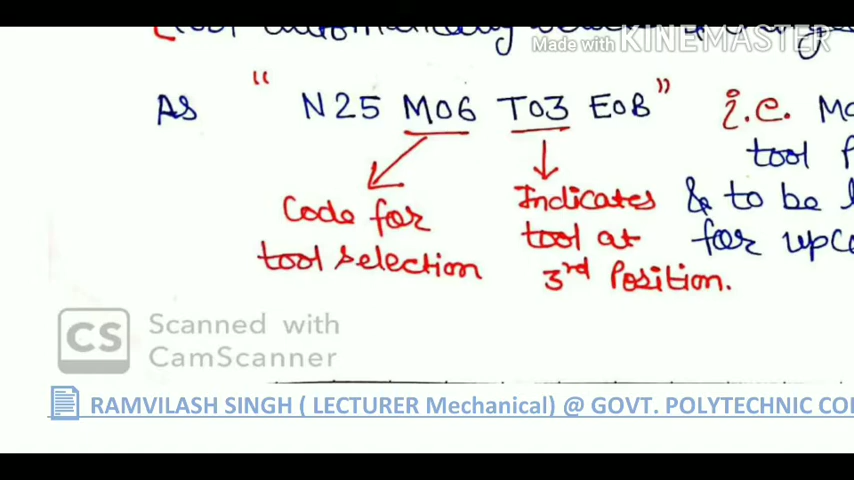 Made with KINEMASTER
As " N25 M06 T03 EOB" i.e.
tool
Code for Indicates & to be
tool selection tool at for
3rd Position.
CS Scanned with
CamScanner
RAMVILASH SINGH ( LECTURER Mechanical) @ GOVT. POLYTECHNIC